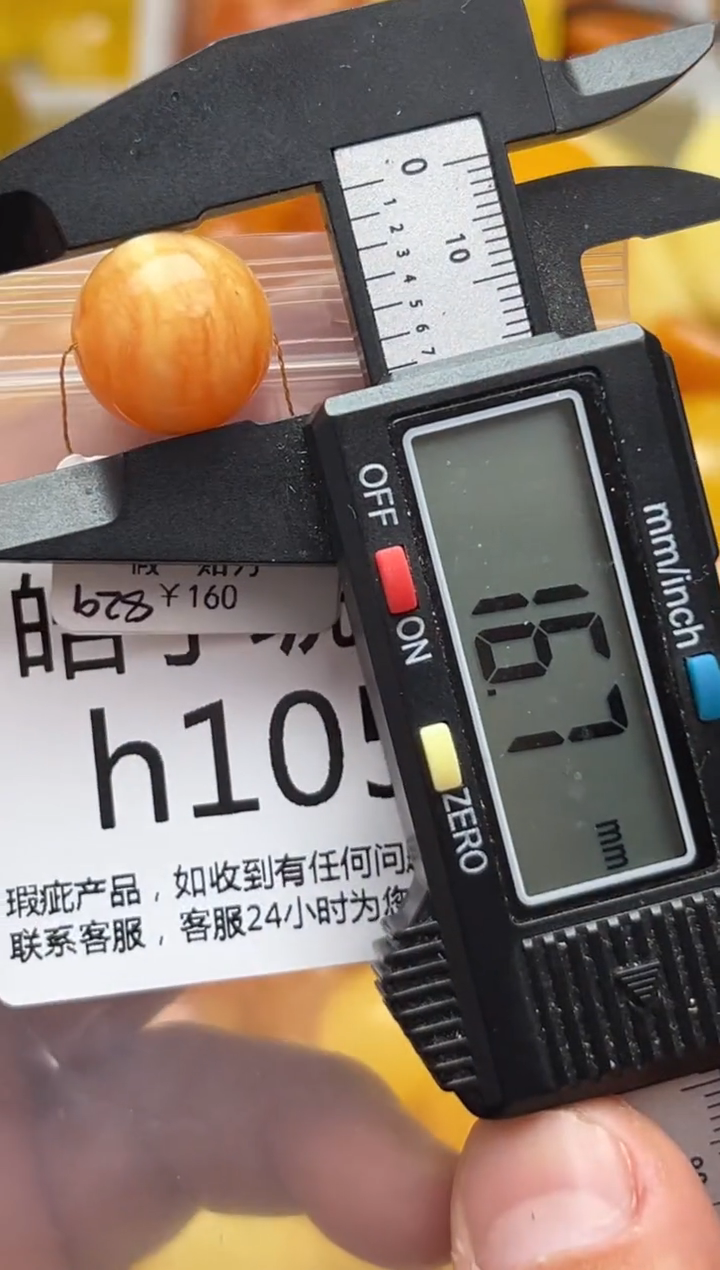 0
10
1 2 3 4 5 6 7
OFF
ON
mm/inch
16.7
mm
ZERO
829 ¥160
h105
瑕疵产品，如收到有任何问
联系客服，客服24小时为您